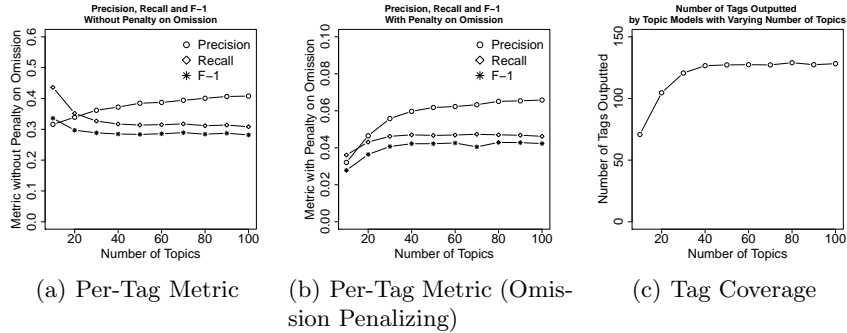 Precision, Recall and F−1
Without Penalty on Omission
Metric without Penalty on Omission
0.0 0.1 0.2 0.3 0.4 0.5 0.6
Precision
Recall
F−1
20 40 60 80 100
Number of Topics
(a) Per-Tag Metric
Precision, Recall and F−1
With Penalty on Omission
Metric with Penalty on Omission
0.00 0.02 0.04 0.06 0.08 0.10
Precision
Recall
F−1
20 40 60 80 100
Number of Topics
(b) Per-Tag Metric (Omis-
sion Penalizing)
Number of Tags Outputted
by Topic Models with Varying Number of Topics
Number of Tags Outputted
0 50 100 150
20 40 60 80 100
Number of Topics
(c) Tag Coverage